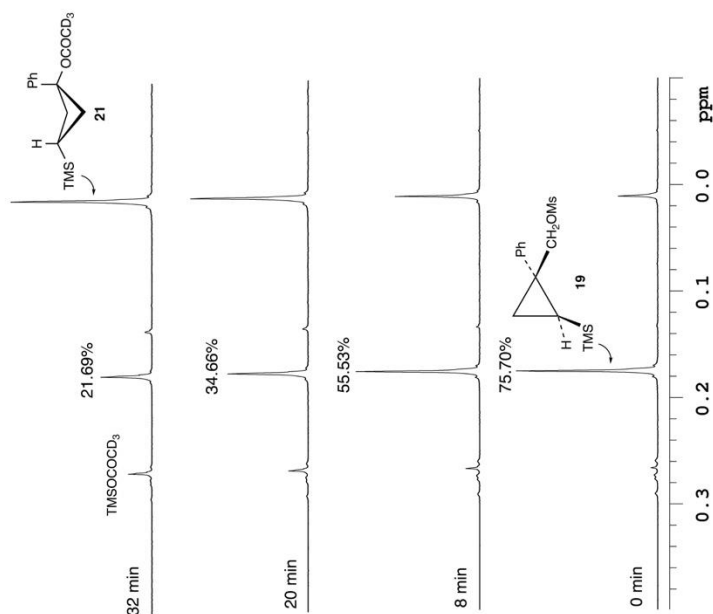 Ph
OCOCD3
H
TMS
21
32 min
TMSOCOCD3
21.69%
20 min
34.66%
8 min
55.53%
0 min
75.70%
Ph
CH2OMs
19
H
TMS
0.3
0.2
0.1
0.0
ppm